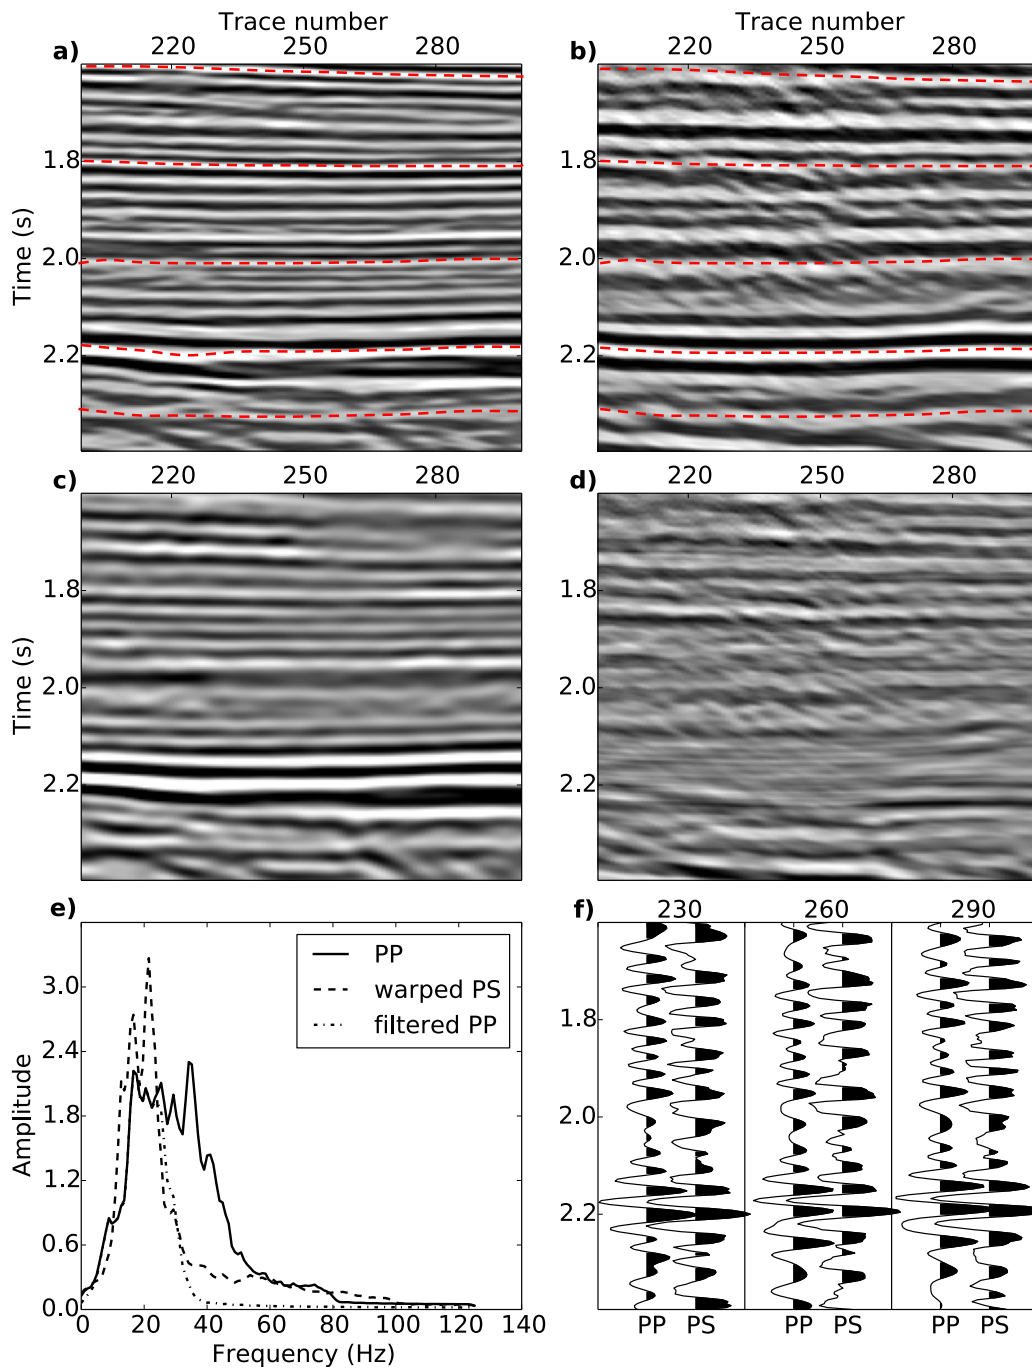 Trace number
Trace number
a)
220
250
280
b)
220
250
280
Time (s)
1.8
2.0
2.2
1.8
2.0
2.2
c)
220
250
280
d)
220
250
280
Time (s)
1.8
2.0
2.2
1.8
2.0
2.2
e)
Amplitude
3.5
3.0
2.4
1.8
1.2
0.6
0.0
PP
warped PS
filtered PP
0
20
40
60
80
100
120
140
Frequency (Hz)
f)
230
260
290
1.8
2.0
2.2
PP
PS
PP
PS
PP
PS